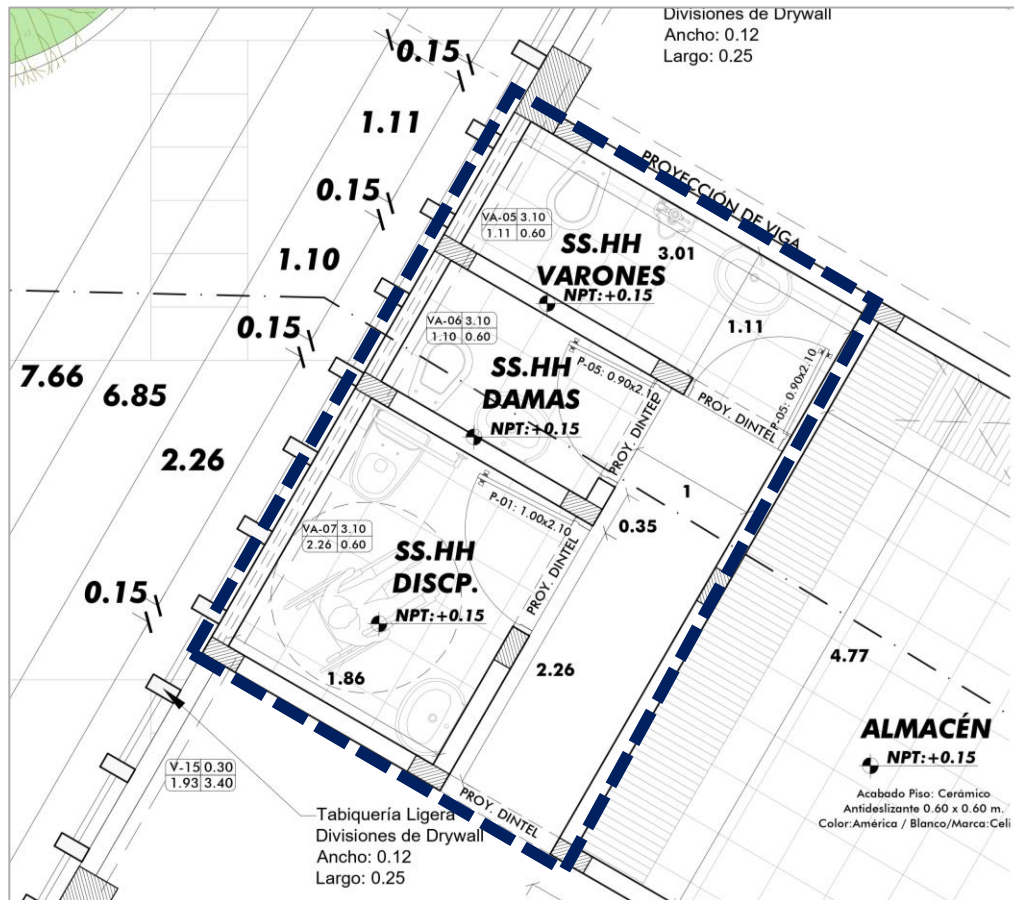 Divisiones de Drywall
Ancho: 0.12
Largo: 0.25
0.15
1.11
0.15
1.10
0.15
7.66
6.85
2.26
0.15
PROYECCIÓN DE VIGA
VA-05 3.10
1.11 0.60
SS.HH
VARONES
NPT:+0.15
3.01
1.11
VA-06 3.10
1.10 0.60
SS.HH
DAMAS
NPT:+0.15
P-05: 0.90x2.10
P-05: 0.90x2.10
PROY. DINTEL
PROY. DINTEL
1
0.35
P-01: 1.00x2.10
PROY. DINTEL
VA-07 3.10
2.26 0.60
SS.HH
DISCP.
NPT:+0.15
1.86
2.26
4.77
ALMACÉN
NPT:+0.15
Acabado Piso: Cerámico
Antideslizante 0.60 x 0.60 m.
Color:América / Blanco/Marca:Celi
V-15 0.30
1.93 3.40
PROY. DINTEL
Tabiquería Ligera
Divisiones de Drywall
Ancho: 0.12
Largo: 0.25